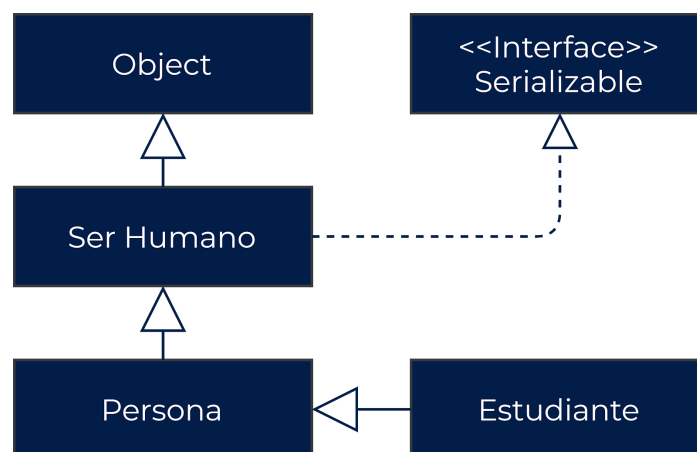 Object
<<Interface>>
Serializable
Ser Humano
Persona
Estudiante